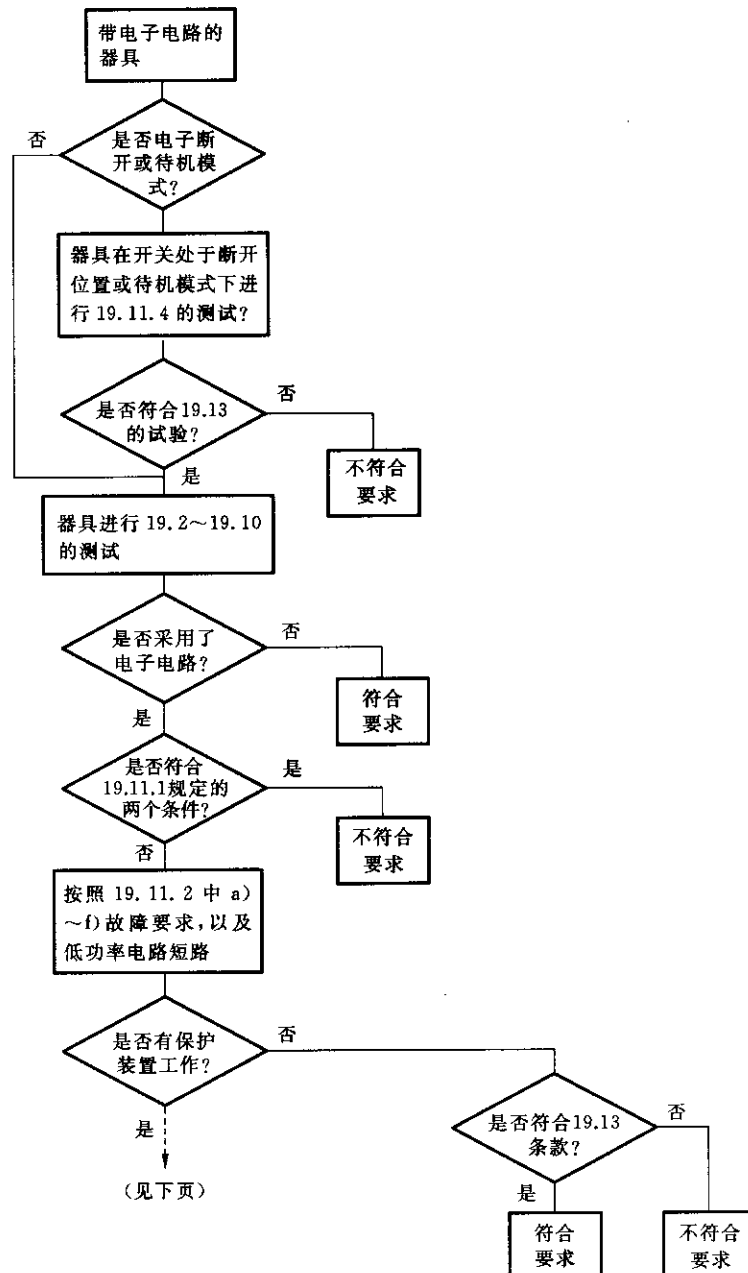 带电子电路的
器具
否
是否电子断
开或待机模
式?
器具在开关处于断开
位置或待机模式下进
行 19.11.4 的测试?
是否符合19.13
的试验?
否
不符合
要求
是
器具进行 19.2～19.10
的测试
是否采用了
电子电路?
否
符合
要求
是
是否符合
19.11.1规定的
两个条件?
是
不符合
要求
否
按照 19.11.2 中 a)
～f)故障要求,以及
低功率电路短路
是否有保护
装置工作?
否
是
(见下页)
是否符合19.13
条款?
否
是
符合
要求
不符合
要求